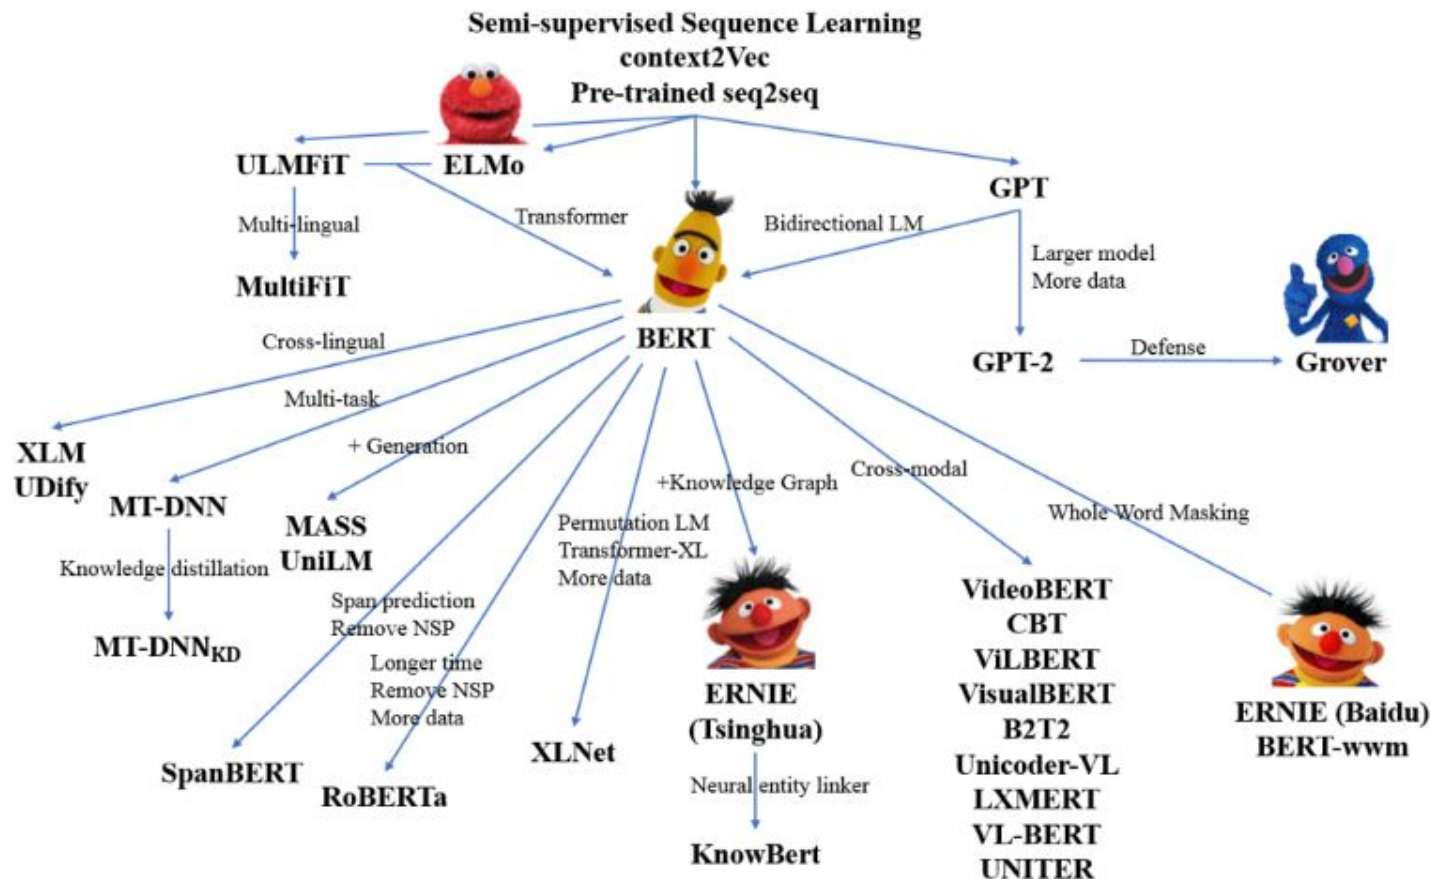 Semi-supervised Sequence Learning
context2Vec
Pre-trained seq2seq
ULMFiT
ELMo
GPT
Multi-lingual
Transformer
Bidirectional LM
Larger model
More data
MultiFiT
Cross-lingual
BERT
GPT-2
Defense
Grover
Multi-task
+ Generation
XLM
UDify
MT-DNN
MASS
UniLM
+Knowledge Graph
Cross-modal
Whole Word Masking
Permutation LM
Transformer-XL
More data
Knowledge distillation
Span prediction
Remove NSP
MT-DNNKD
Longer time
Remove NSP
More data
VideoBERT
CBT
ViLBERT
VisualBERT
B2T2
Unicoder-VL
LXMERT
VL-BERT
UNITER
ERNIE
(Tsinghua)
ERNIE (Baidu)
BERT-wwm
SpanBERT
RoBERTa
XLNet
Neural entity linker
KnowBert